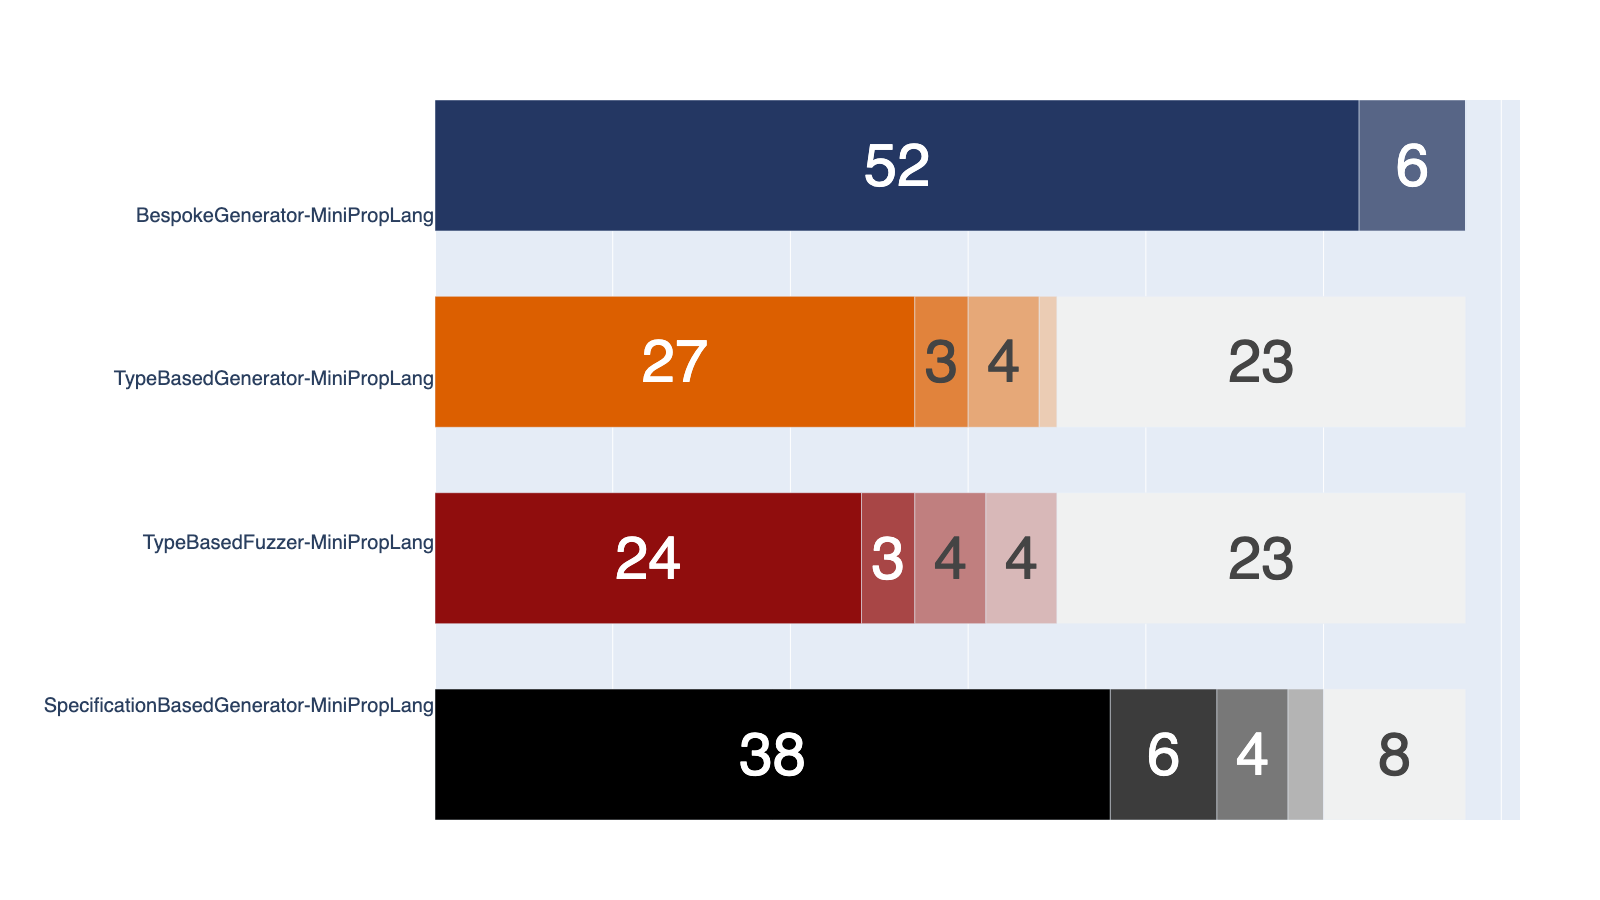 52 6
BespokeGenerator-MiniPropLang
27 3 4 23
TypeBasedGenerator-MiniPropLang
24 3 4 4 23
TypeBasedFuzzer-MiniPropLang
38 6 4 8
SpecificationBasedGenerator-MiniPropLang